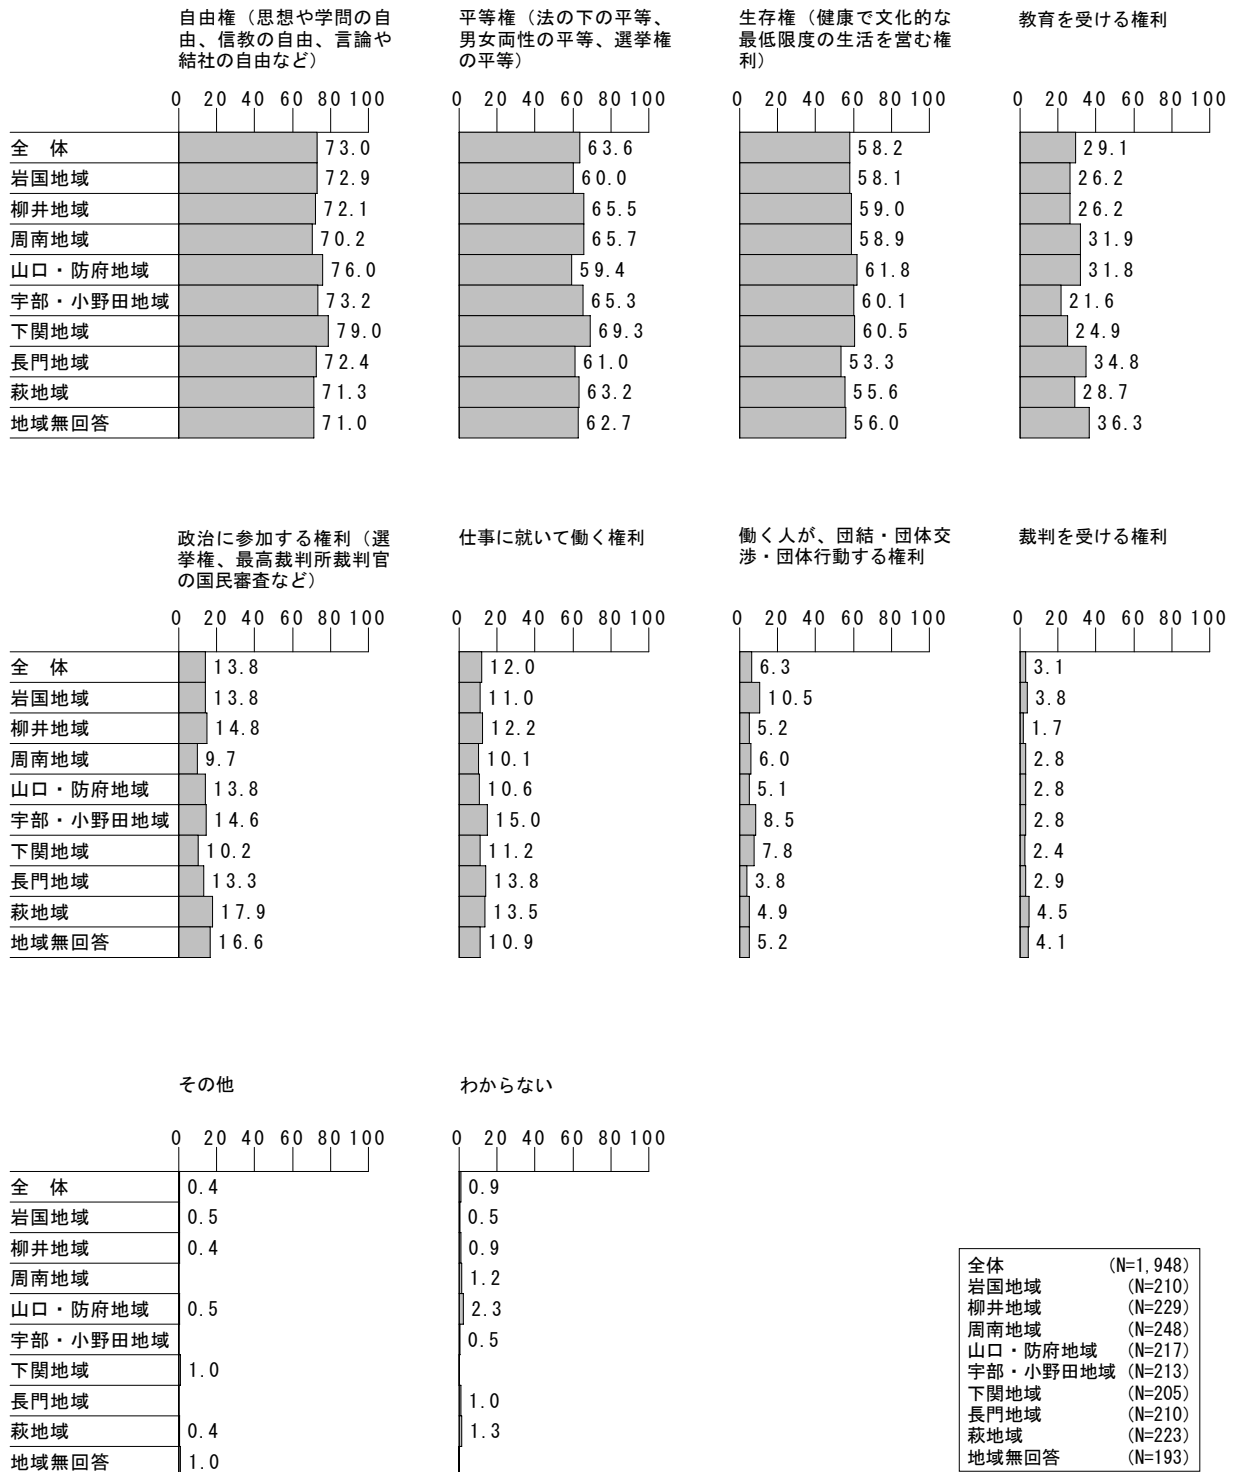 自由権（思想や学問の自
由、信教の自由、言論や
結社の自由など）
平等権（法の下の平等、
男女両性の平等、選挙権
の平等）
生存権（健康で文化的な
最低限度の生活を営む権
利）
教育を受ける権利
0 20 40 60 80 100 0 20 40 60 80 100 0 20 40 60 80 100 0 20 40 60 80 100
全 体 73.0 63.6 58.2 29.1
岩国地域 72.9 60.0 58.1 26.2
柳井地域 72.1 65.5 59.0 26.2
周南地域 70.2 65.7 58.9 31.9
山口・防府地域 76.0 59.4 61.8 31.8
宇部・小野田地域 73.2 65.3 60.1 21.6
下関地域 79.0 69.3 60.5 24.9
長門地域 72.4 61.0 53.3 34.8
萩地域 71.3 63.2 55.6 28.7
地域無回答 71.0 62.7 56.0 36.3
政治に参加する権利（選
挙権、最高裁判所裁判官
の国民審査など）
仕事に就いて働く権利
働く人が、団結・団体交
渉・団体行動する権利
裁判を受ける権利
0 20 40 60 80 100 0 20 40 60 80 100 0 20 40 60 80 100 0 20 40 60 80 100
全 体 13.8 12.0 6.3 3.1
岩国地域 13.8 11.0 10.5 3.8
柳井地域 14.8 12.2 5.2 1.7
周南地域 9.7 10.1 6.0 2.8
山口・防府地域 13.8 10.6 5.1 2.8
宇部・小野田地域 14.6 15.0 8.5 2.8
下関地域 10.2 11.2 7.8 2.4
長門地域 13.3 13.8 3.8 2.9
萩地域 17.9 13.5 4.9 4.5
地域無回答 16.6 10.9 5.2 4.1
その他
わからない
0 20 40 60 80 100 0 20 40 60 80 100
全 体 0.4 0.9
岩国地域 0.5 0.5
柳井地域 0.4 0.9
周南地域 1.2
山口・防府地域 0.5 2.3
宇部・小野田地域 0.5
下関地域 1.0
長門地域 1.0
萩地域 0.4 1.3
地域無回答 1.0
全体 (N=1,948)
岩国地域 (N=210)
柳井地域 (N=229)
周南地域 (N=248)
山口・防府地域 (N=217)
宇部・小野田地域 (N=213)
下関地域 (N=205)
長門地域 (N=210)
萩地域 (N=223)
地域無回答 (N=193)